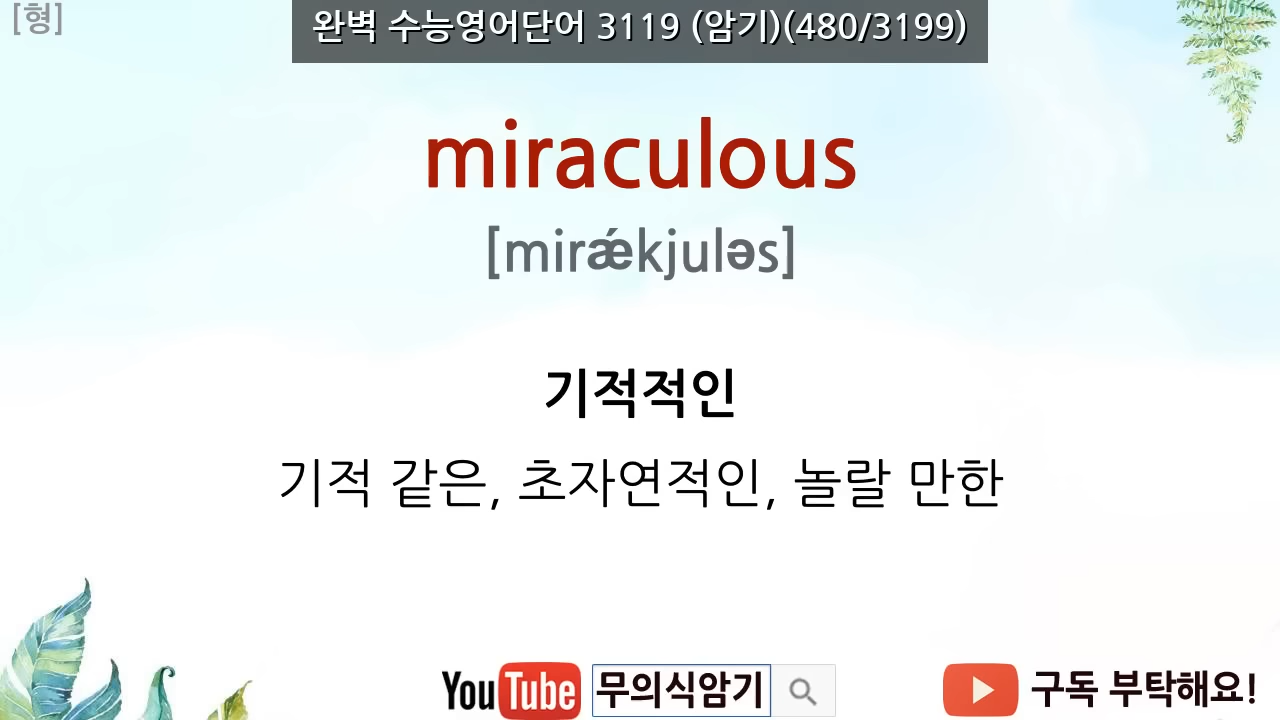 [형]
완벽 수능영어단어 3119 (암기)(480/3199)
miraculous
[mirǽkjuləs]
기적적인
기적 같은, 초자연적인, 놀랄 만한
YouTube 무의식암기 구독 부탁해요!